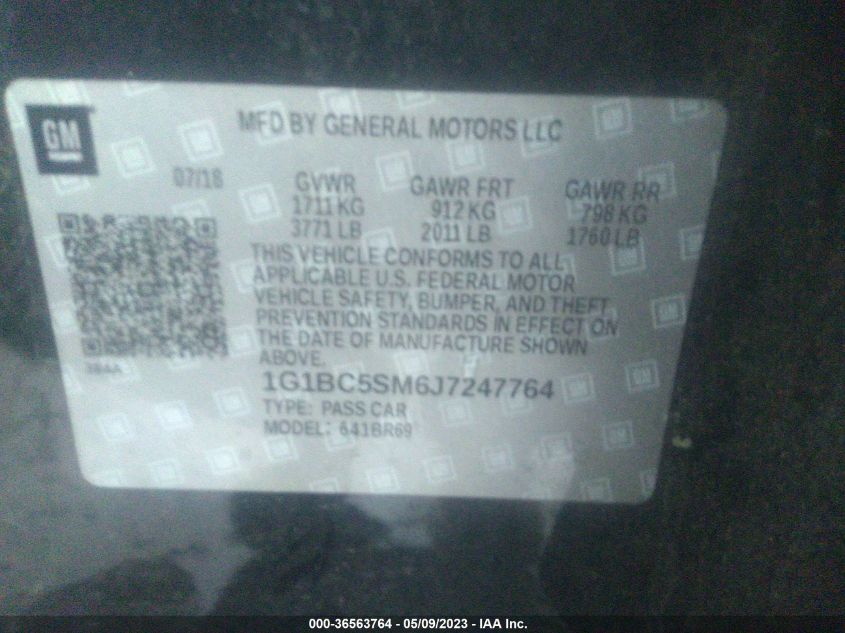 GM
MFD BY GENERAL MOTORS LLC
07/18 GVWR GAWR FRT GAWR RR
1711 KG 912 KG 798 KG
3771 LB 2011 LB 1760 LB
THIS VEHICLE CONFORMS TO ALL
APPLICABLE U.S. FEDERAL MOTOR
VEHICLE SAFETY, BUMPER, AND THEFT
PREVENTION STANDARDS IN EFFECT ON
THE DATE OF MANUFACTURE SHOWN
ABOVE.
1G1BC5SM6J7247764
TYPE: PASS CAR
MODEL: 641BR69
000-36563764 - 05/09/2023 - IAA Inc.